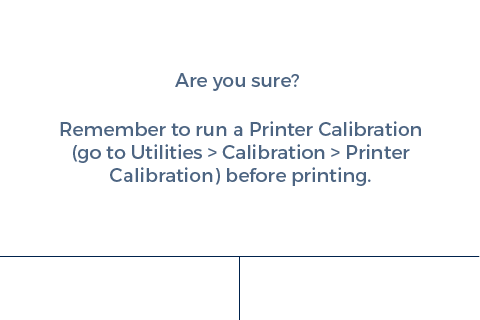 Are you sure?
Remember to run a Printer Calibration
(go to Utilities > Calibration > Printer
Calibration) before printing.